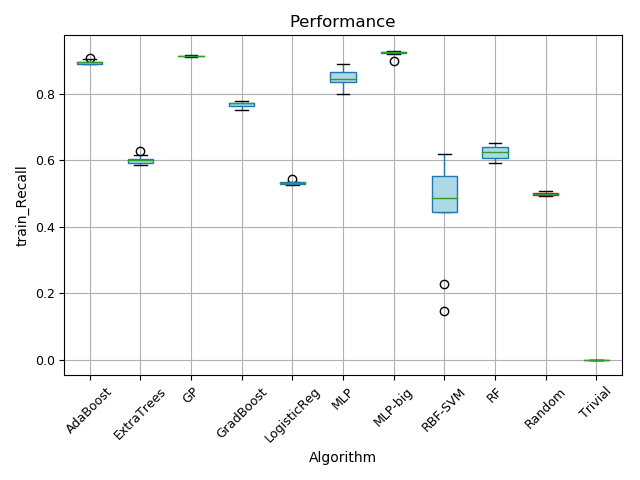 Performance
train_Recall
0.8
0.6
0.4
0.2
0.0
AdaBoost
ExtraTrees
GP
GradBoost
LogisticReg
MLP
MLP-big
RBF-SVM
RF
Random
Trivial
Algorithm